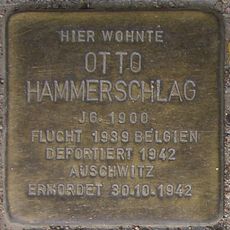 HIER WOHNTE
OTTO
HAMMERSCHLAG
JG. 1900
FLUCHT 1939 BELGIEN
DEPORTIERT 1942
AUSCHWITZ
ERMORDET 30.10.1942